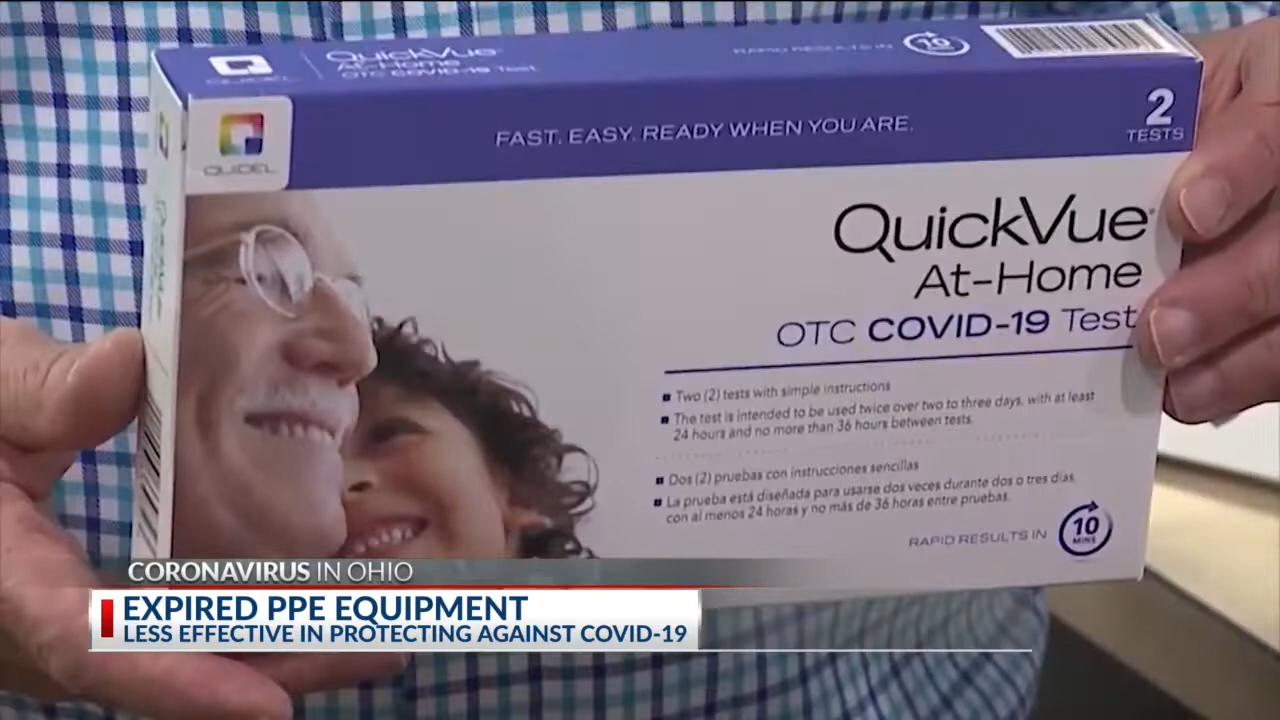 QUIDEL
QuickVue
At-Home
OTC COVID-19 Test
RAPID RESULTS IN 10
QUIDEL
FAST. EASY. READY WHEN YOU ARE.
2
TESTS
QuickVue
At-Home
OTC COVID-19 Test
Two (2) tests with simple instructions
The test is intended to be used twice over two to three days, with at least
24 hours and no more than 36 hours between tests.
Dos (2) pruebas con instrucciones sencillas
La prueba está diseñada para usarse dos veces durante dos o tres días,
con al menos 24 horas y no más de 36 horas entre pruebas.
RAPID RESULTS IN 10
MINS
CORONAVIRUS IN OHIO
EXPIRED PPE EQUIPMENT
LESS EFFECTIVE IN PROTECTING AGAINST COVID-19